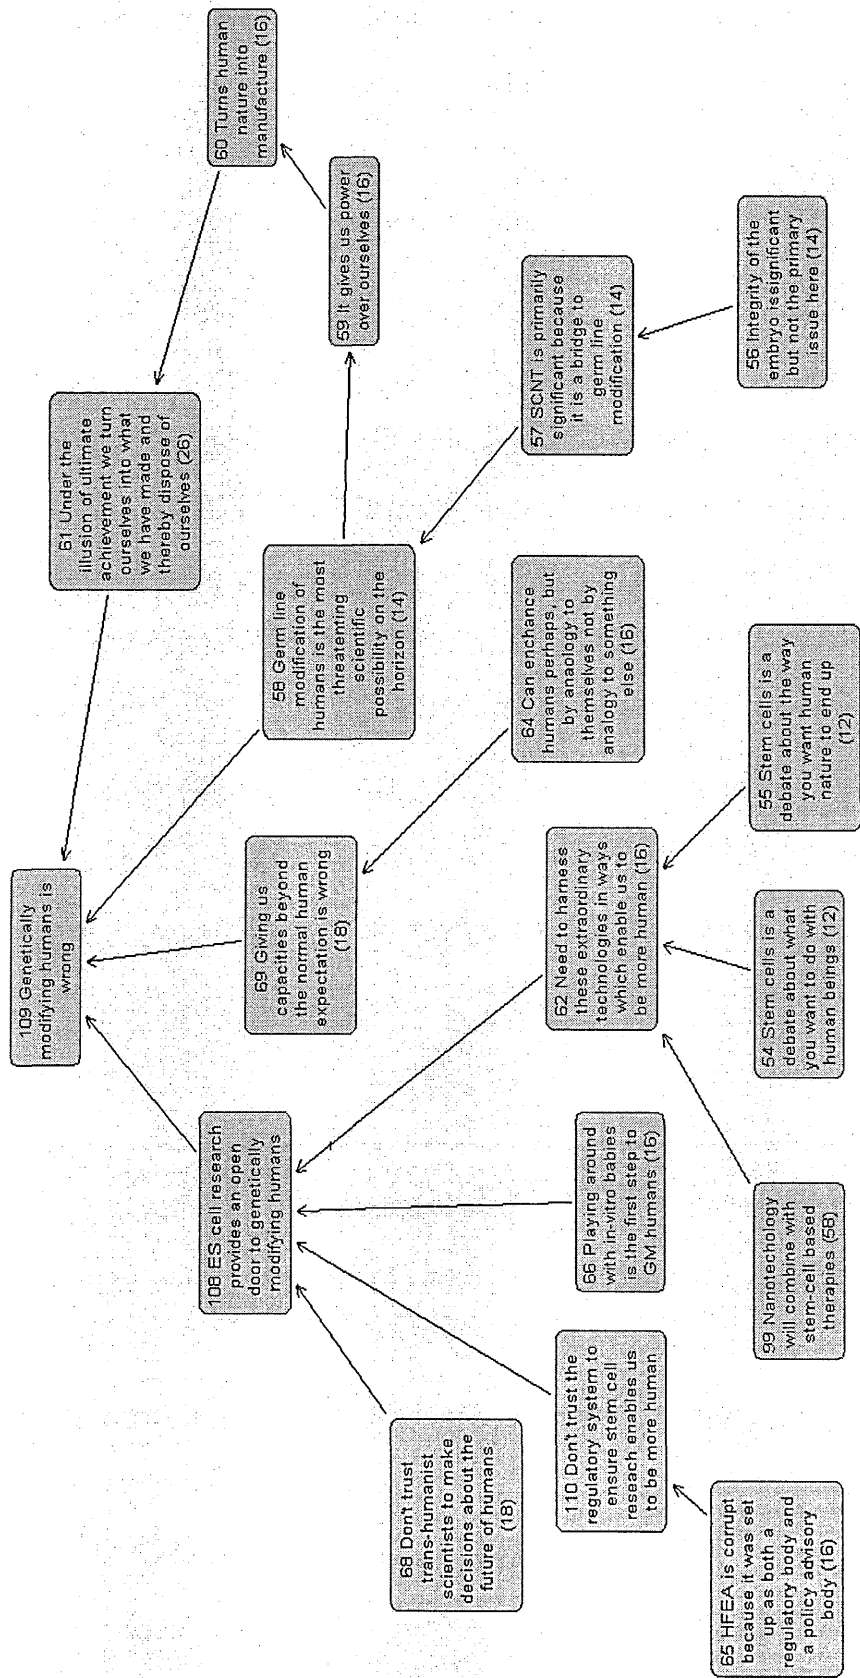 109 Genetically
modifying humans is
wrong
61 Under the
illusion of ultimate
achievement we turn
ourselves into what
we have made and
thereby dispose of
ourselves (26)
60 Turns human
nature into
manufacture (16)
108 ES cell research
provides an open
door to genetically
modifying humans
69 Giving us
capacities beyond
the normal human
expectation is wrong
(18)
58 Germ line
modification of
humans is the most
threatenting
scientific
possibility on the
horizon (14)
59 It gives us power
over ourselves (16)
68 Don't trust
trans-humanist
scientists to make
decisions about the
future of humans
(18)
110 Don't trust the
regulatory system to
ensure stem cell
reseach enables us
to be more human
66 Playing around
with in-vitro babies
is the first step to
GM humans (16)
62 Need to harness
these extraordinary
technologies in ways
which enable us to
be more human (16)
64 Can enchance
humans perhaps, but
by anaology to
themselves not by
analogy to something
else (16)
57 SCNT is primarily
significant because
it is a bridge to
germ line
modification (14)
65 HFEA is corrupt
because it was set
up as both a
regulatory body and
a policy advisory
body (16)
99 Nanotechology
will combine with
stem-cell based
therapies (58)
54 Stem cells is a
debate about what
you want to do with
human beings (12)
55 Stem cells is a
debate about the way
you want human
nature to end up
(12)
56 Integrity of the
embryo issignificant
but not the primary
issue here (14)